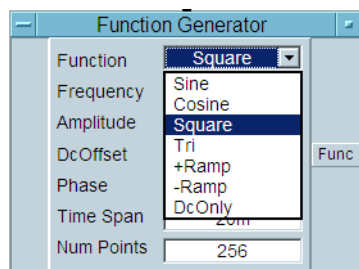 Function Generator
Function Square
Frequency
Amplitude
DcOffset
Phase
Time Span
Num Points 256
Sine
Cosine
Square
Tri
+Ramp
-Ramp
DcOnly
Func